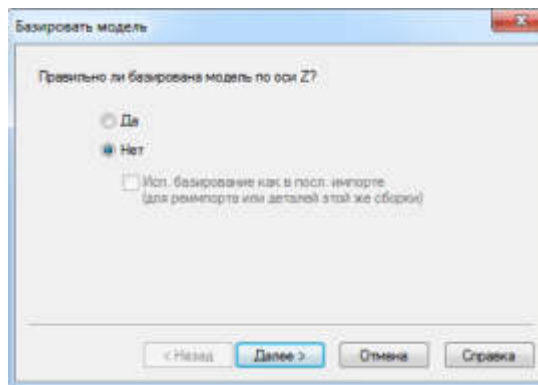 Базировать модель
Правильно ли базирована модель по оси Z?
Да
Нет
Исп. базирование как в посл. импорте
(для реимпорта или деталей этой же сборки)
< Назад Далее > Отмена Справка